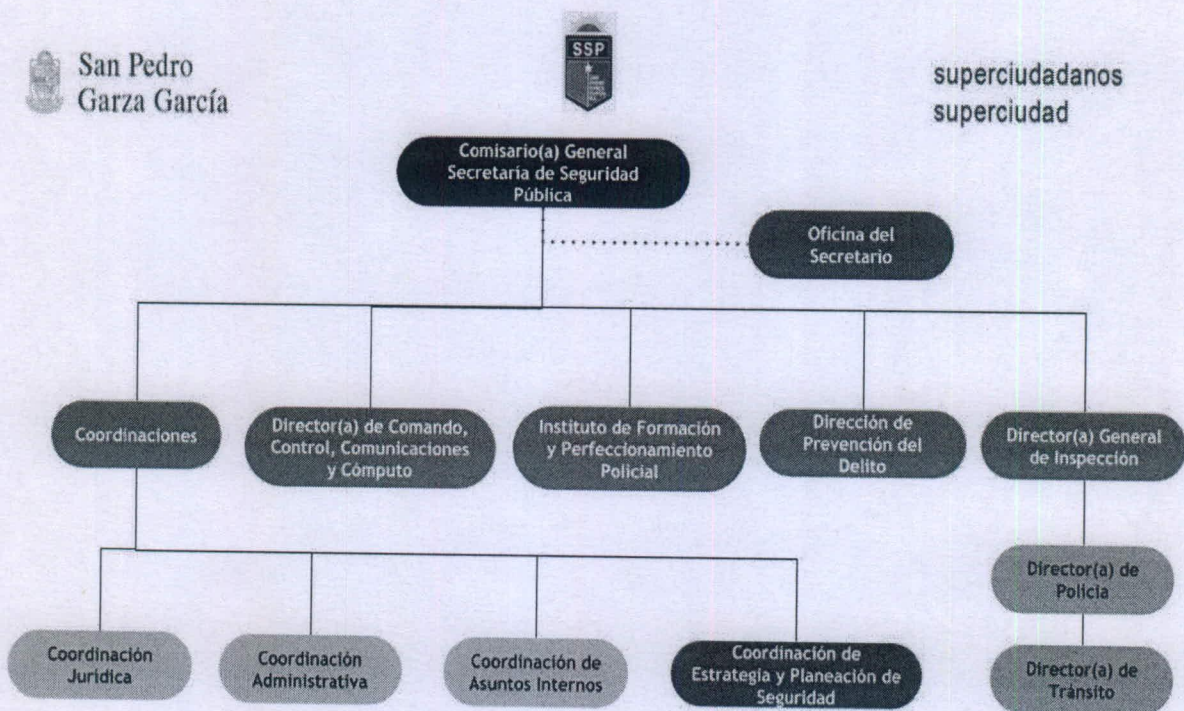 San Pedro
Garza García
SSP
superciudadanos
superciudad
Comisario(a) General
Secretaría de Seguridad
Pública
Oficina del
Secretario
Coordinaciones
Director(a) de Comando,
Control, Comunicaciones
y Cómputo
Instituto de Formación
y Perfeccionamiento
Policial
Dirección de
Prevención del
Delito
Director(a) General
de Inspección
Director(a) de
Policía
Coordinación
Jurídica
Coordinación
Administrativa
Coordinación de
Asuntos Internos
Coordinación de
Estrategia y Planeación de
Seguridad
Director(a) de
Tránsito